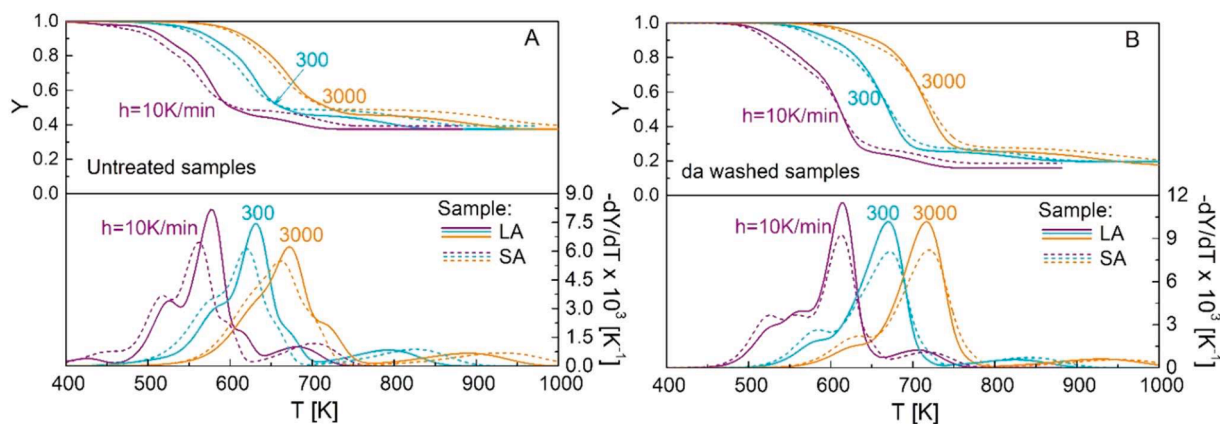 A
1.0
0.8
0.6
0.4
0.2
0.0
Y
300
3000
h=10K/min
Untreated samples
9.0
7.5
6.0
4.5
3.0
1.5
0.0
-dY/dT x 10³ [K⁻¹]
h=10K/min
300
3000
Sample:
LA
SA
400 500 600 700 800 900 1000
T [K]
B
1.0
0.8
0.6
0.4
0.2
0.0
Y
h=10K/min
300
3000
da washed samples
12
9
6
3
0
-dY/dT x 10³ [K⁻¹]
h=10K/min
300
3000
Sample:
LA
SA
400 500 600 700 800 900 1000
T [K]